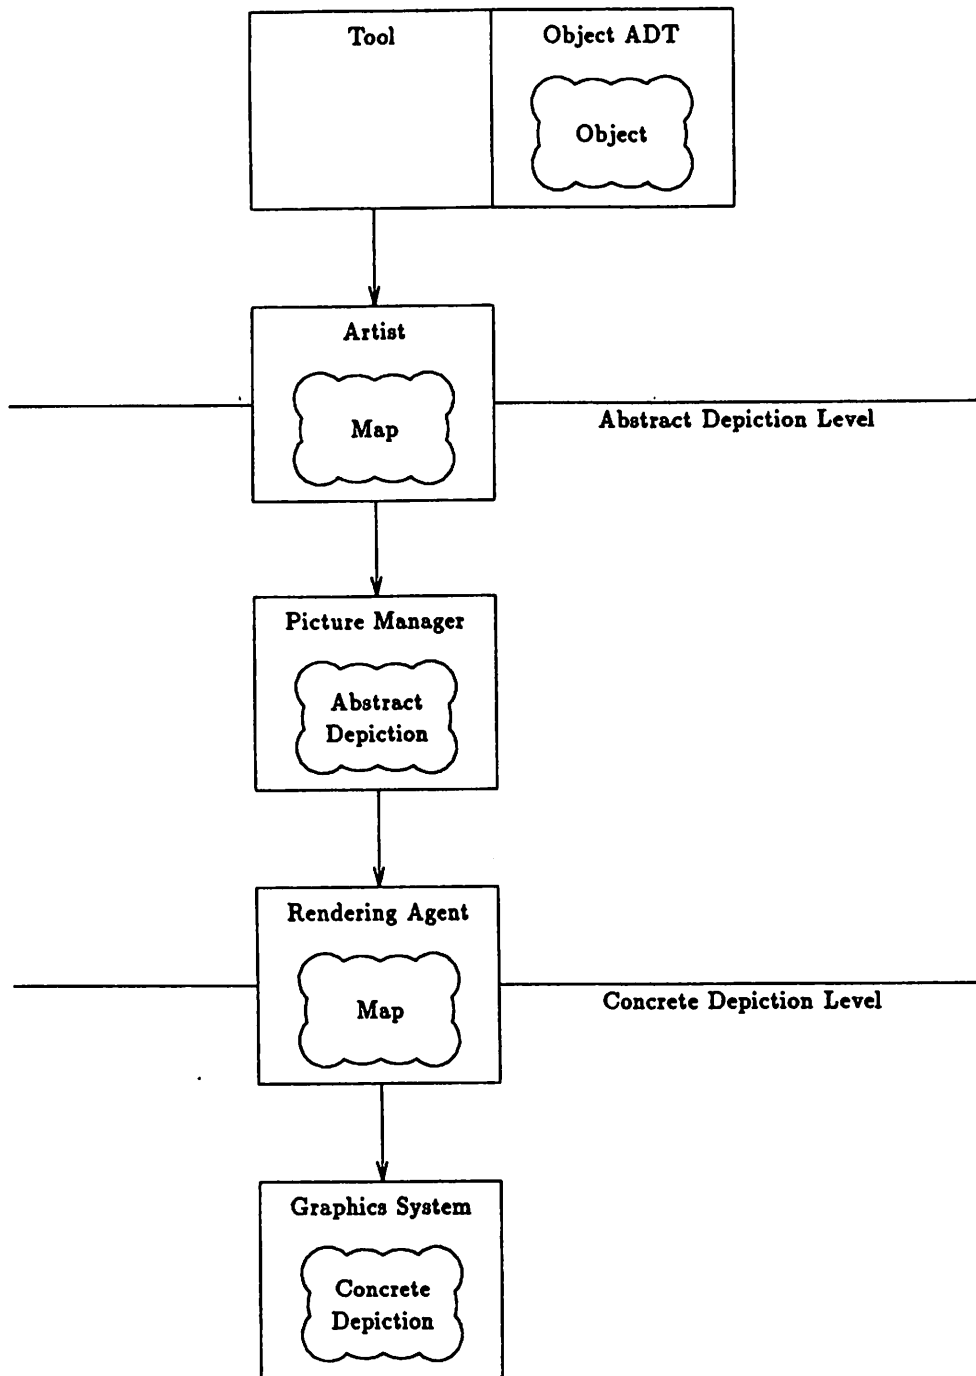 Tool
Object ADT
Object
Artist
Map
Abstract Depiction Level
Picture Manager
Abstract
Depiction
Rendering Agent
Map
Concrete Depiction Level
Graphics System
Concrete
Depiction